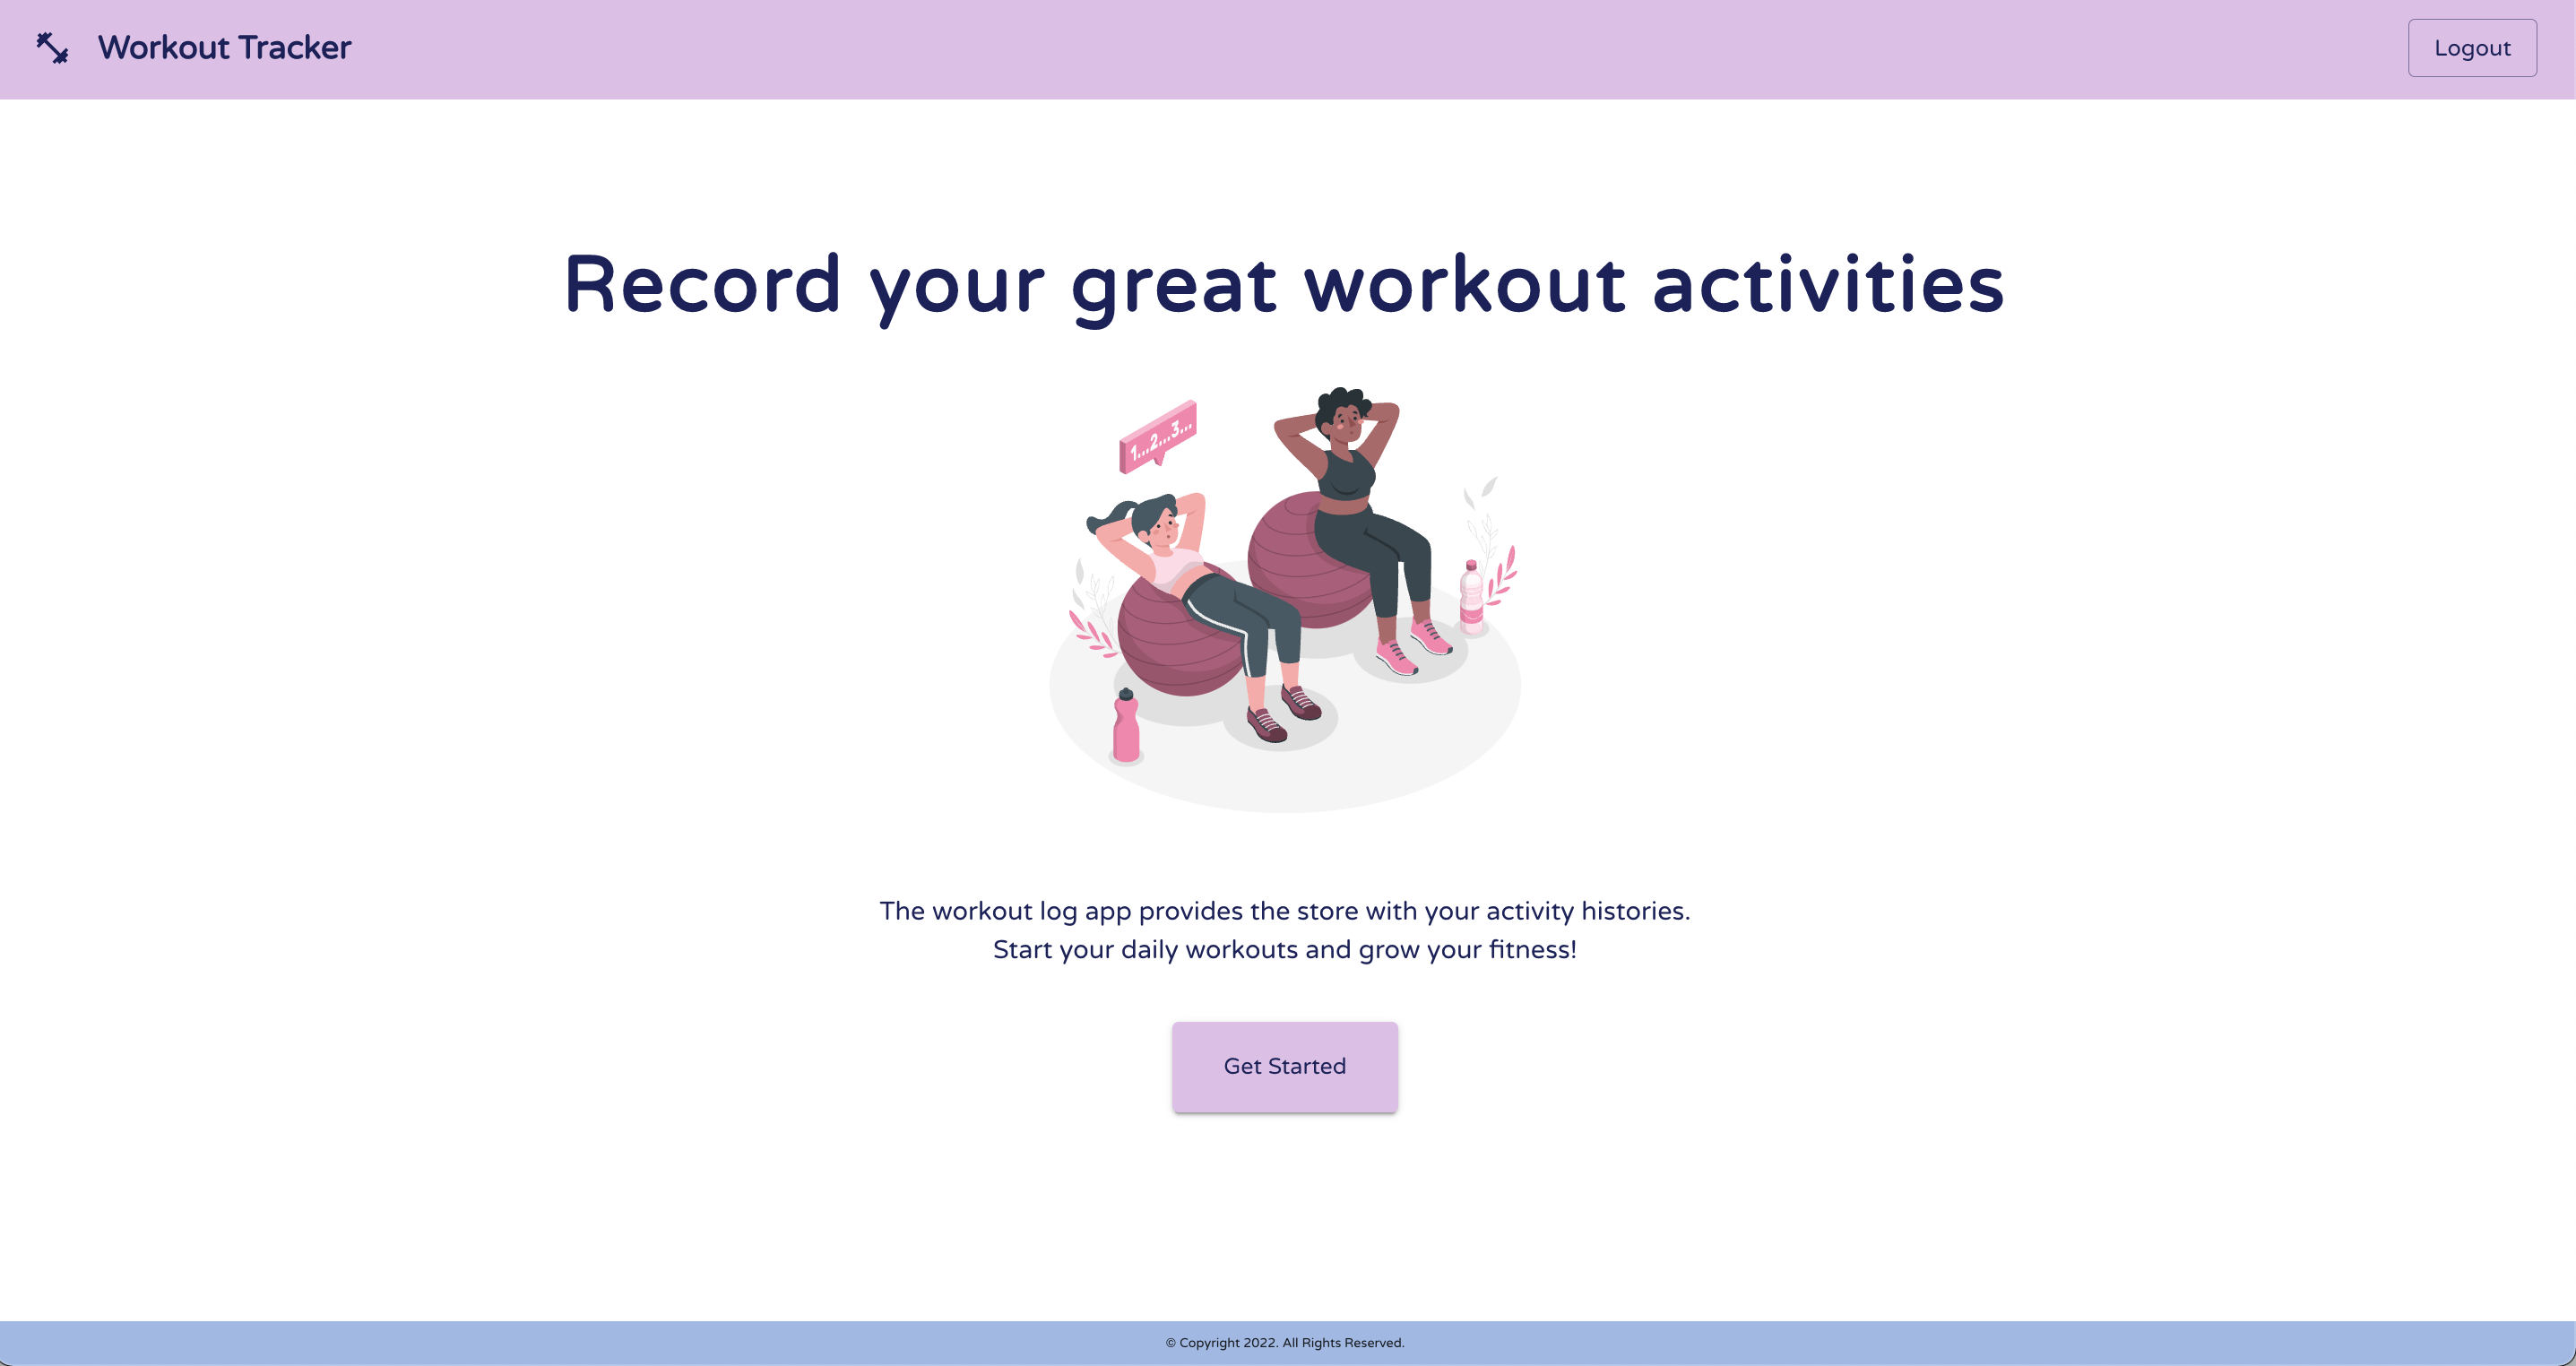 Workout Tracker
Logout
Record your great workout activities
1...2...3...
The workout log app provides the store with your activity histories.
Start your daily workouts and grow your fitness!
Get Started
© Copyright 2022. All Rights Reserved.